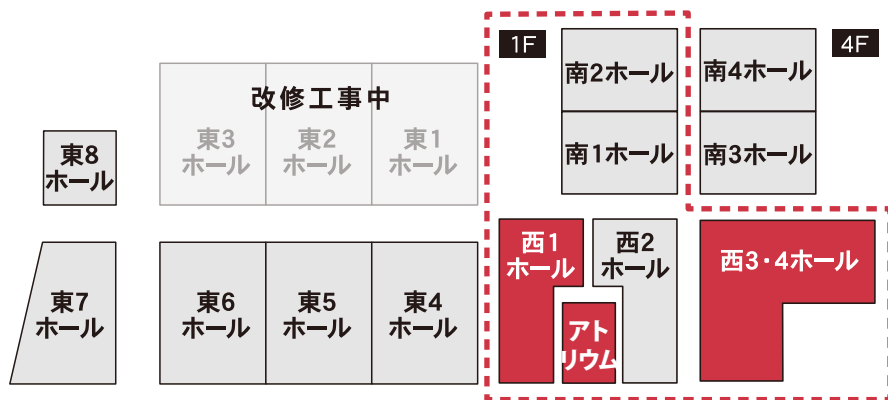 1F
4F
改修工事中
南2ホール
南4ホール
東3
ホール
東2
ホール
東1
ホール
東8
ホール
南1ホール
南3ホール
西1
ホール
西2
ホール
西3・4ホール
東7
ホール
東6
ホール
東5
ホール
東4
ホール
アト
リウム